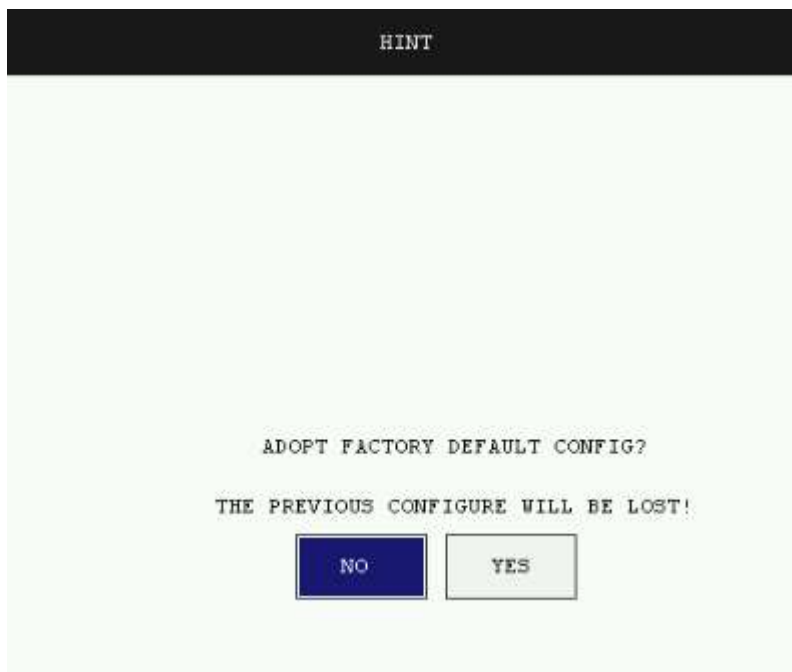 HINT
ADOPT FACTORY DEFAULT CONFIG?
THE PREVIOUS CONFIGURE WILL BE LOST!
NO YES